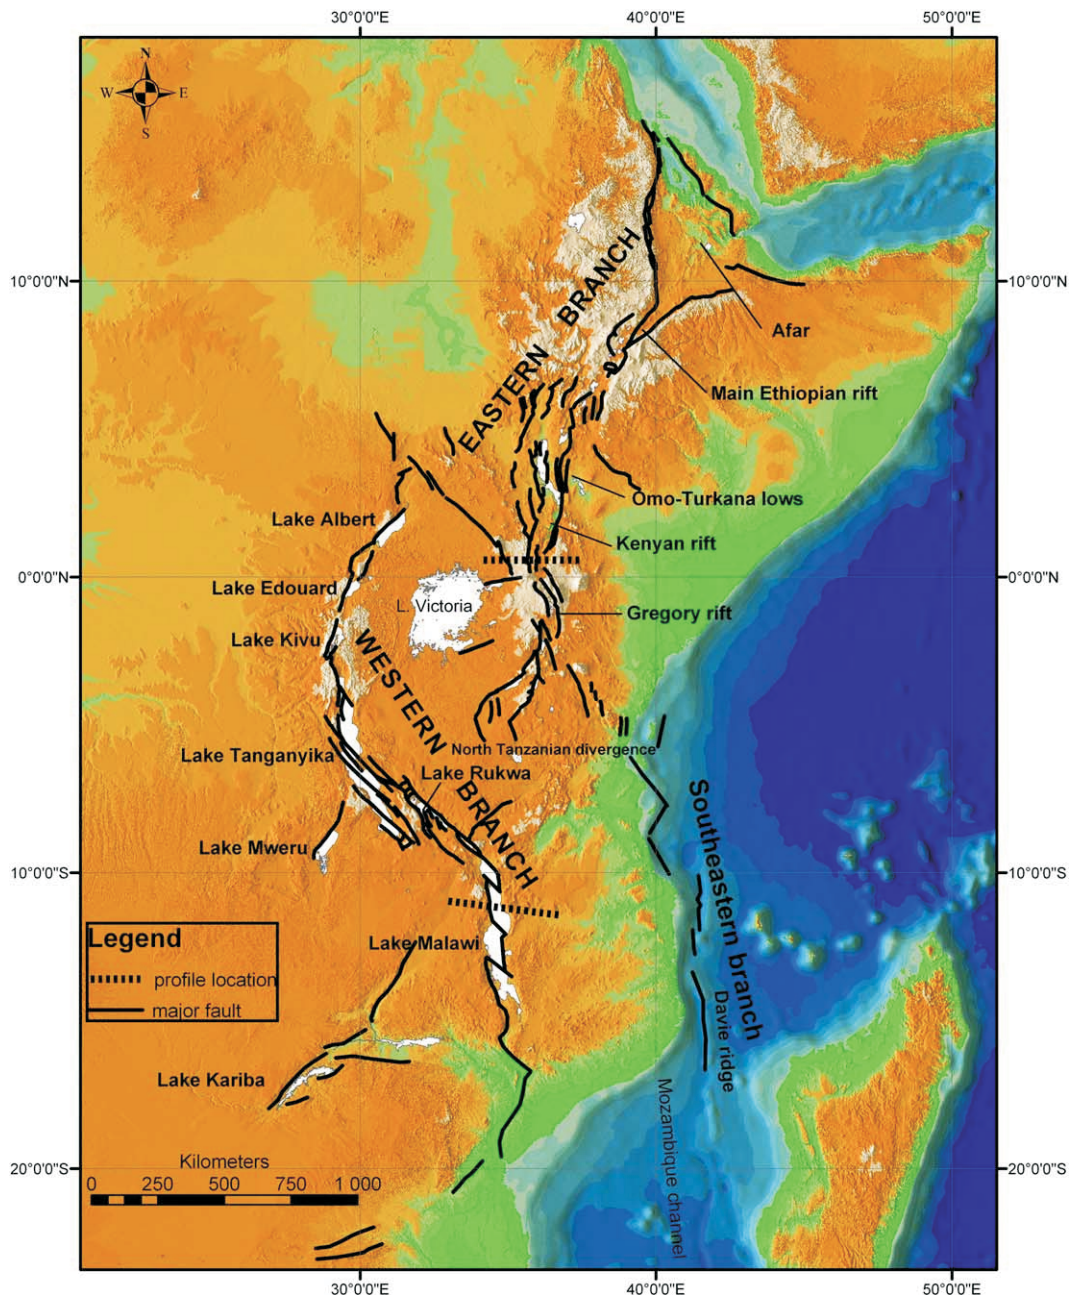 30°0'0"E
40°0'0"E
50°0'0"E
N
W
E
S
10°0'0"N
10°0'0"N
EASTERN BRANCH
Afar
Main Ethiopian rift
Omo-Turkana lows
Lake Albert
Kenyan rift
0°0'0"N
0°0'0"N
Lake Edouard
L. Victoria
Gregory rift
Lake Kivu
WESTERN BRANCH
North Tanzanian divergence
Lake Tanganyika
Lake Rukwa
Southeastern branch
Lake Mweru
10°0'0"S
10°0'0"S
Legend
profile location
major fault
Lake Malawi
Davie ridge
Lake Kariba
Mozambique channel
Kilometers
20°0'0"S
20°0'0"S
0 250 500 750 1 000
30°0'0"E
40°0'0"E
50°0'0"E